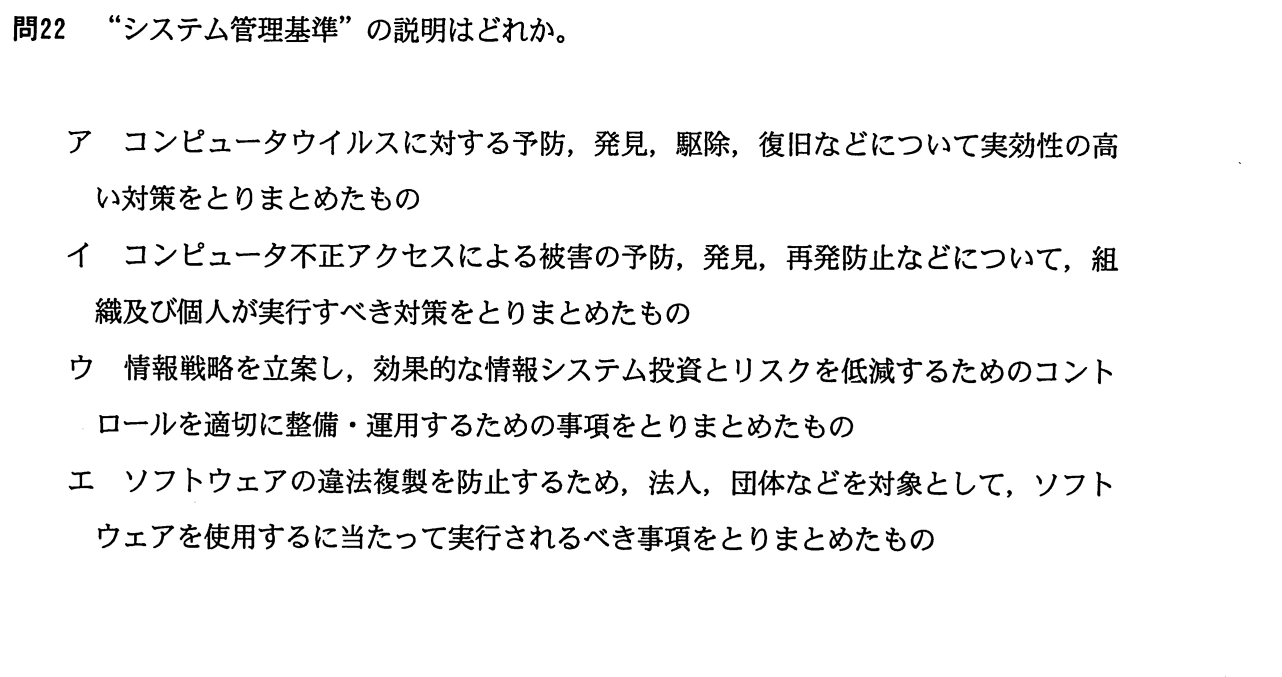 問22　“システム管理基準”の説明はどれか。
ア　コンピュータウイルスに対する予防，発見，駆除，復旧などについて実効性の高
い対策をとりまとめたもの
イ　コンピュータ不正アクセスによる被害の予防，発見，再発防止などについて，組
織及び個人が実行すべき対策をとりまとめたもの
ウ　情報戦略を立案し，効果的な情報システム投資とリスクを低減するためのコント
ロールを適切に整備・運用するための事項をとりまとめたもの
エ　ソフトウェアの違法複製を防止するため，法人，団体などを対象として，ソフト
ウェアを使用するに当たって実行されるべき事項をとりまとめたもの